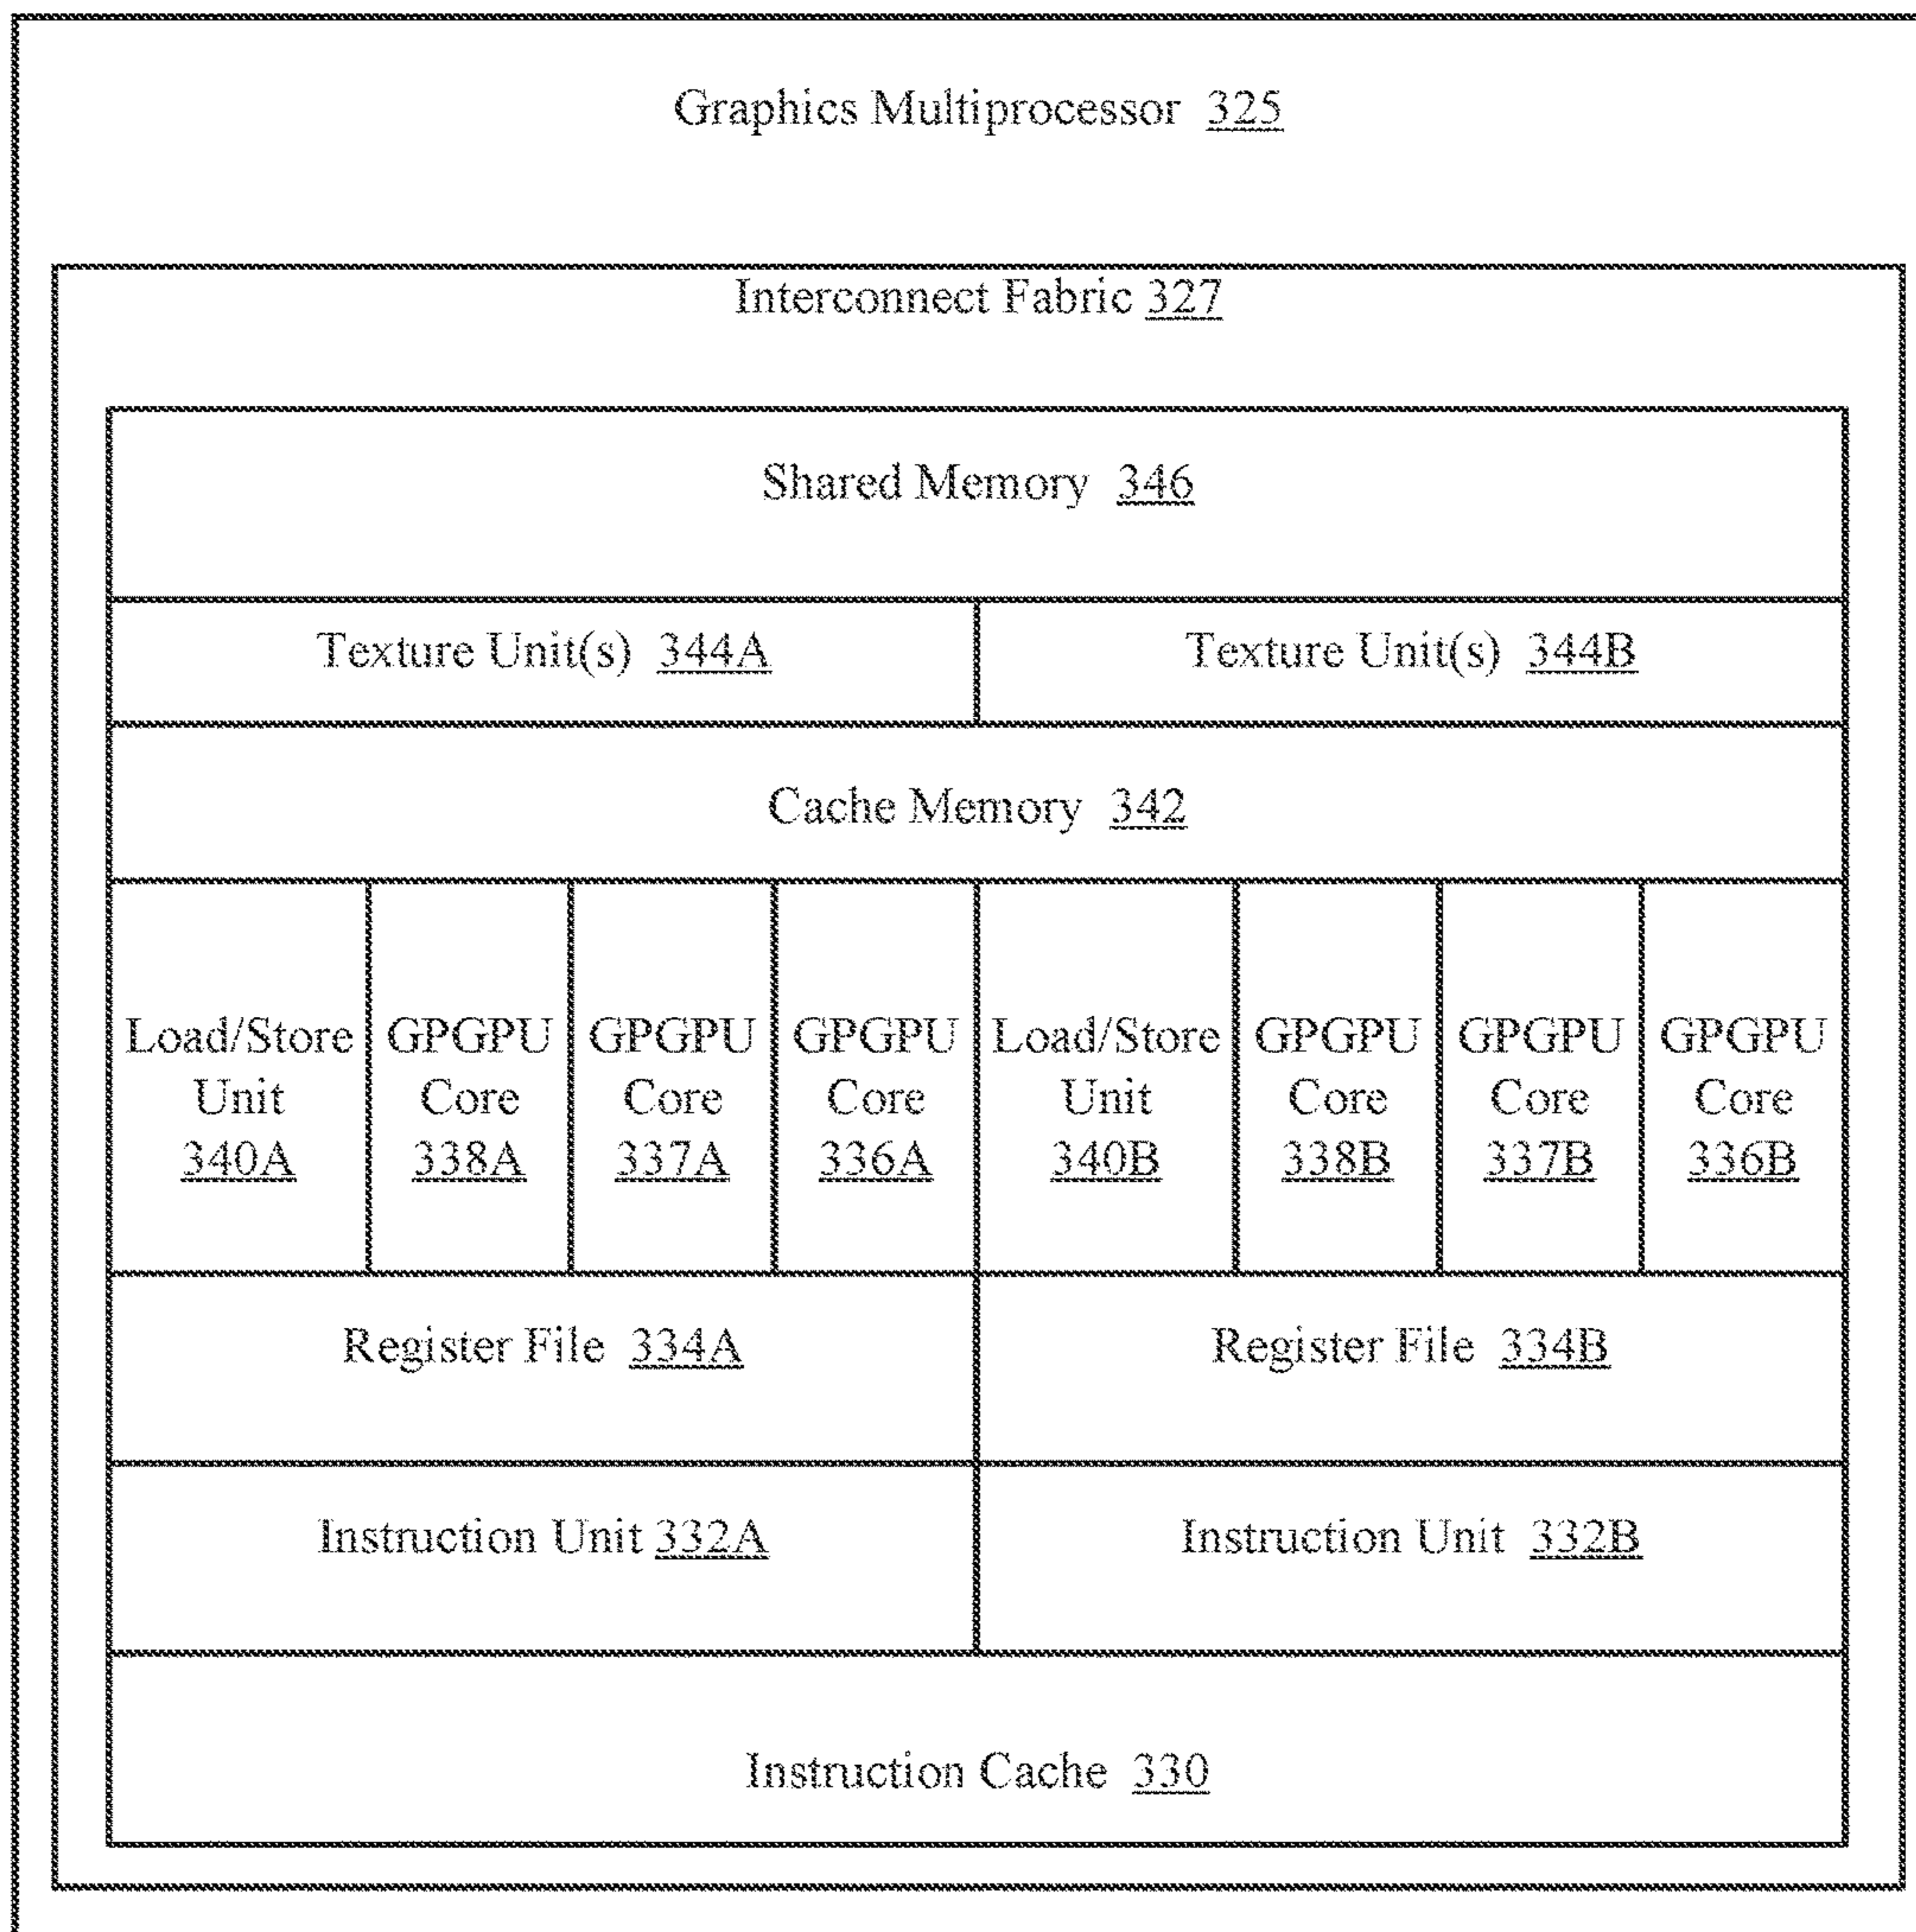 Graphics Multiprocessor 325
Interconnect Fabric 327
Shared Memory 346
Texture Unit(s) 344A
Texture Unit(s) 344B
Cache Memory 342
Load/Store
Unit
340A
GPGPU
Core
338A
GPGPU
Core
337A
GPGPU
Core
336A
Load/Store
Unit
340B
GPGPU
Core
338B
GPGPU
Core
337B
GPGPU
Core
336B
Register File 334A
Register File 334B
Instruction Unit 332A
Instruction Unit 332B
Instruction Cache 330